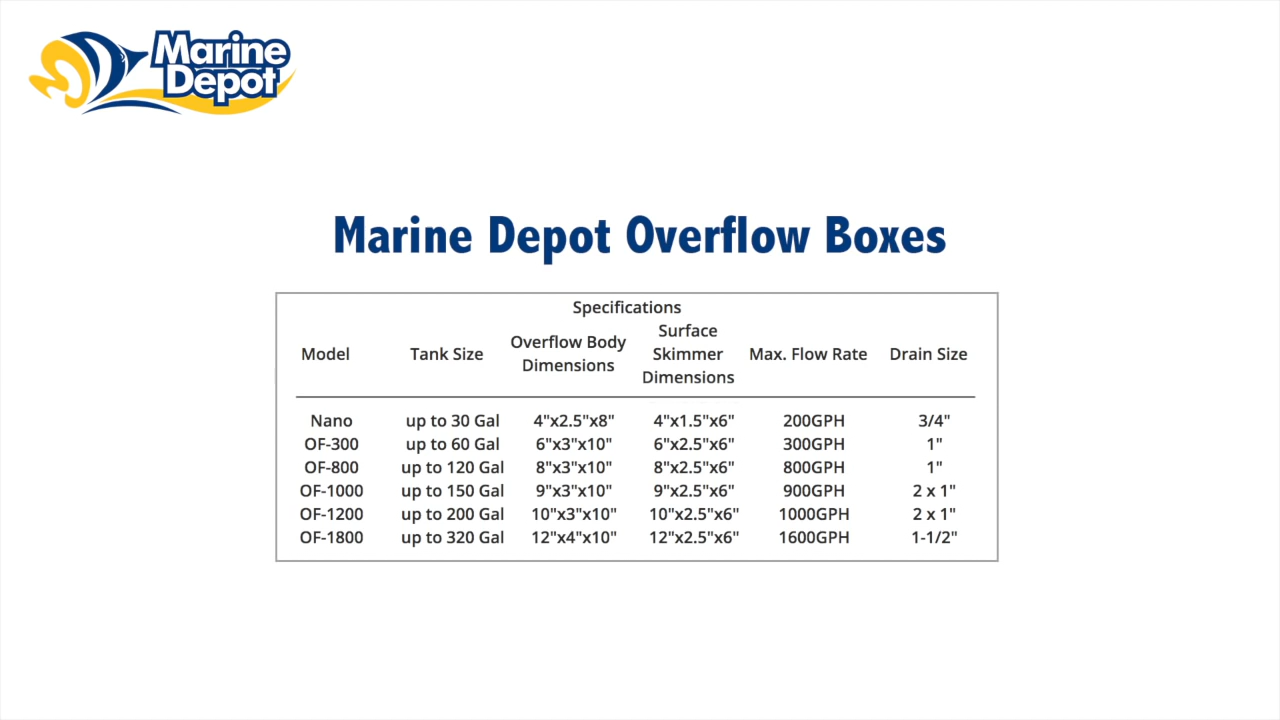 Marine
Depot
Marine Depot Overflow Boxes
Specifications
Model Tank Size Overflow Body Dimensions Surface Skimmer Dimensions Max. Flow Rate Drain Size
Nano up to 30 Gal 4"x2.5"x8" 4"x1.5"x6" 200GPH 3/4"
OF-300 up to 60 Gal 6"x3"x10" 6"x2.5"x6" 300GPH 1"
OF-800 up to 120 Gal 8"x3"x10" 8"x2.5"x6" 800GPH 1"
OF-1000 up to 150 Gal 9"x3"x10" 9"x2.5"x6" 900GPH 2 x 1"
OF-1200 up to 200 Gal 10"x3"x10" 10"x2.5"x6" 1000GPH 2 x 1"
OF-1800 up to 320 Gal 12"x4"x10" 12"x2.5"x6" 1600GPH 1-1/2"